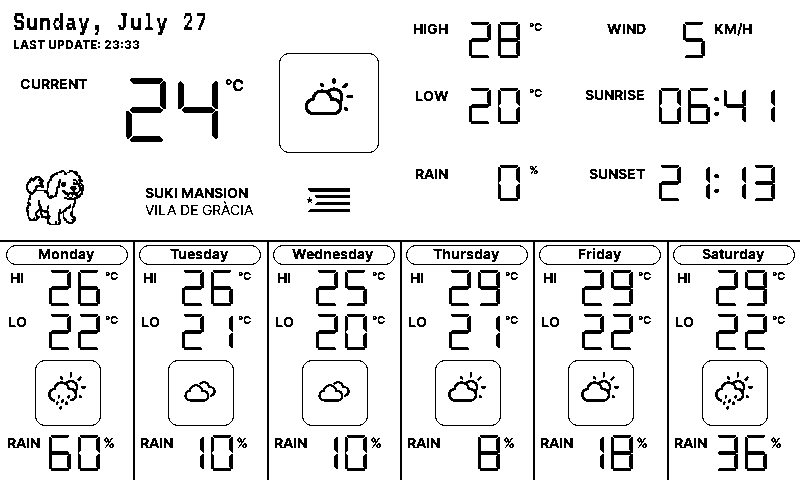 Sunday, July 27
LAST UPDATE: 23:33
CURRENT 24 °C
HIGH 28 °C
LOW 20 °C
RAIN 0 %
WIND 5 KM/H
SUNRISE 06:41
SUNSET 21:13
SUKI MANSION
VILA DE GRÀCIA
Monday
HI 26 °C
LO 22 °C
RAIN 60 %
Tuesday
HI 26 °C
LO 21 °C
RAIN 10 %
Wednesday
HI 25 °C
LO 20 °C
RAIN 10 %
Thursday
HI 29 °C
LO 21 °C
RAIN 8 %
Friday
HI 29 °C
LO 22 °C
RAIN 18 %
Saturday
HI 29 °C
LO 22 °C
RAIN 36 %